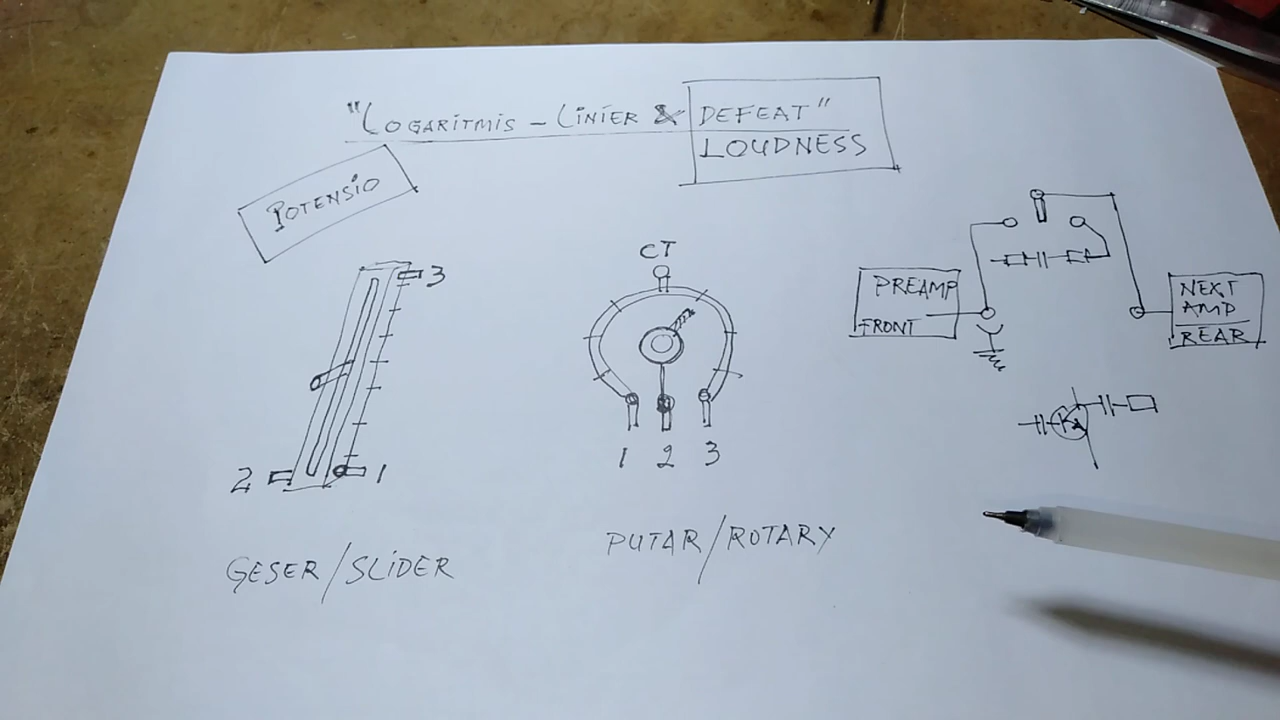 "LOGARITMIS - LINIER & DEFEAT"
LOUDNESS
POTENSIO
3
2
1
GESER/SLIDER
CT
1 2 3
PUTAR/ROTARY
PREAMP
FRONT
NEXT
AMP
REAR